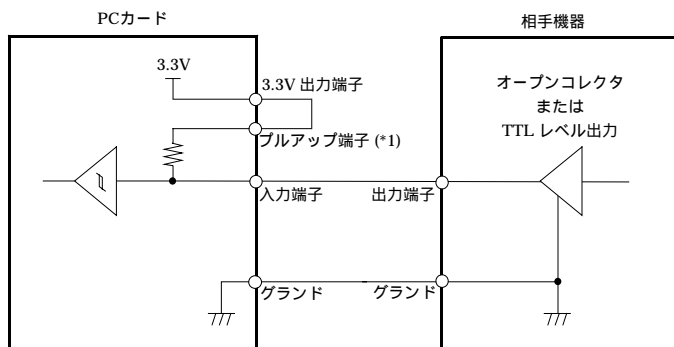 PCカード
相手機器
3.3V
3.3V 出力端子
プルアップ端子 (*1)
オープンコレクタ
または
TTL レベル出力
入力端子
出力端子
グランド
グランド